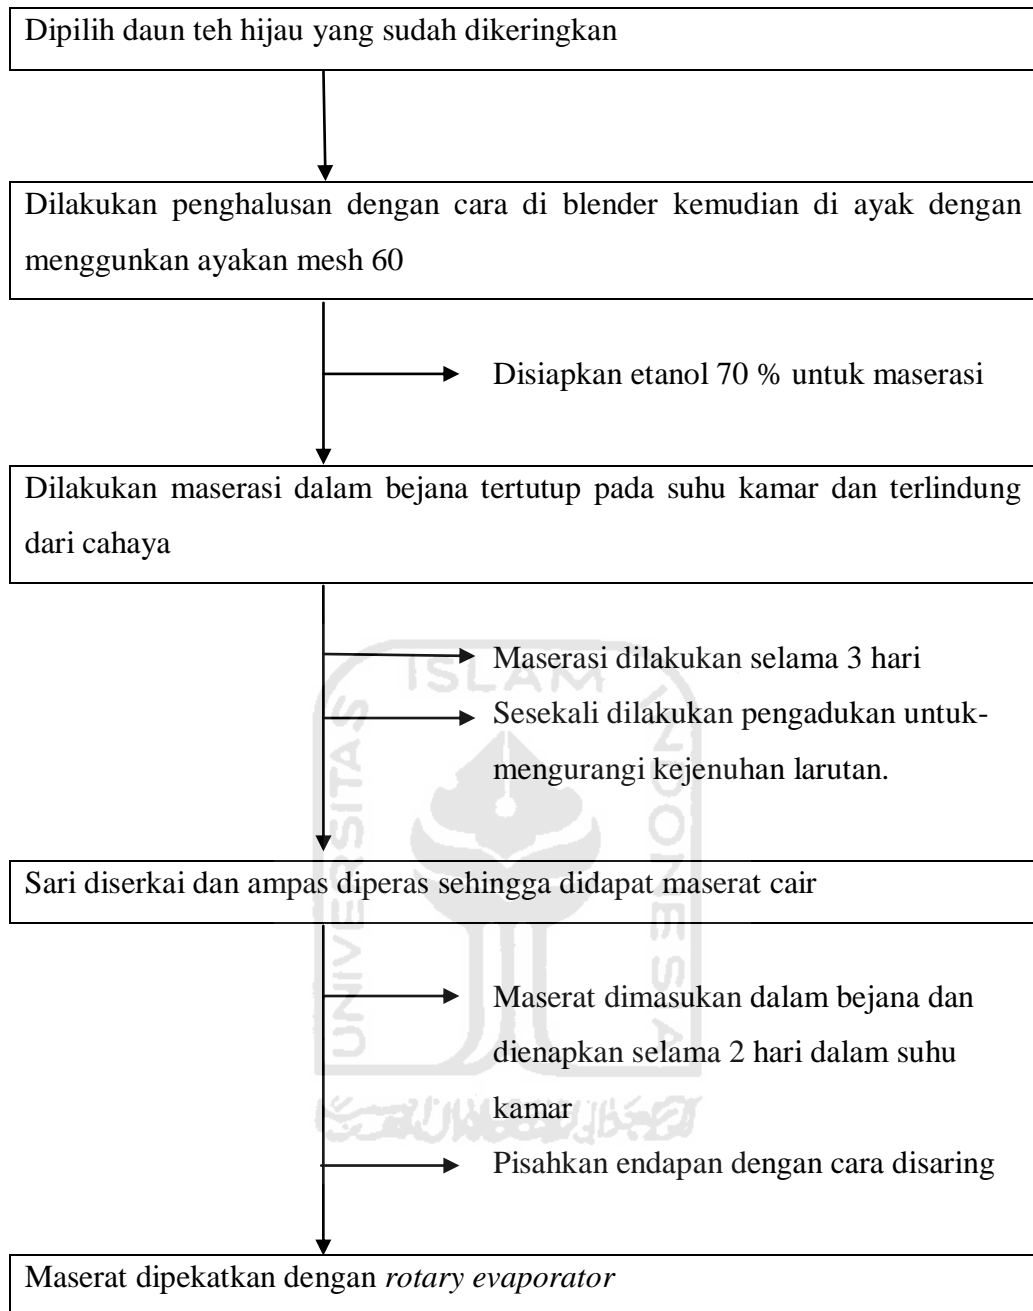 Dipilih daun teh hijau yang sudah dikeringkan
Dilakukan penghalusan dengan cara di blender kemudian di ayak dengan
menggunkan ayakan mesh 60
Disiapkan etanol 70 % untuk maserasi
Dilakukan maserasi dalam bejana tertutup pada suhu kamar dan terlindung
dari cahaya
Maserasi dilakukan selama 3 hari
Sesekali dilakukan pengadukan untuk-
mengurangi kejenuhan larutan.
Sari diserkai dan ampas diperas sehingga didapat maserat cair
Maserat dimasukan dalam bejana dan
dienapkan selama 2 hari dalam suhu
kamar
Pisahkan endapan dengan cara disaring
Maserat dipekatkan dengan rotary evaporator
UNIVERSITAS
ISLAM
INDONESIA